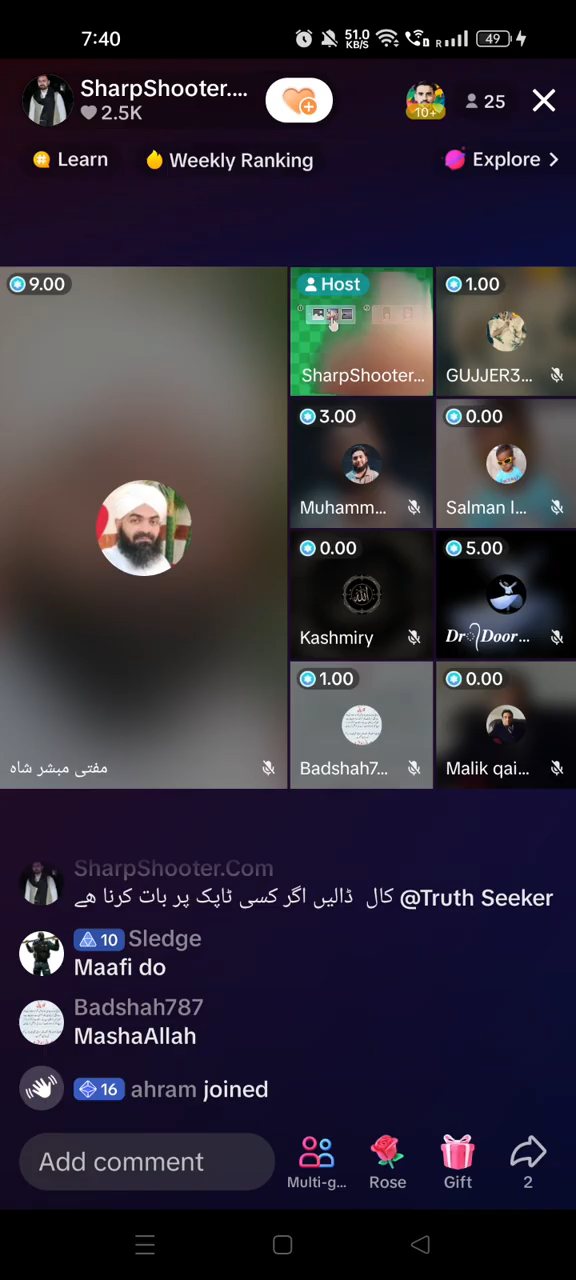 7:40
51.0
KB/S
R
49
SharpShooter....
2.5K
10+
25
Learn
Weekly Ranking
Explore
9.00
Host
1.00
SharpShooter...
GUJJER3...
3.00
0.00
Muhamm...
Salman I...
0.00
5.00
Kashmiry
Door...
1.00
0.00
مفتی مبشر شاہ
Badshah7...
Malik qai...
SharpShooter.Com
@Truth Seeker کال ڈالیں اگر کسی ٹاپک پر بات کرنا ھے
10 Sledge
Maafi do
Badshah787
MashaAllah
16 ahram joined
Add comment
Multi-g...
Rose
Gift
2